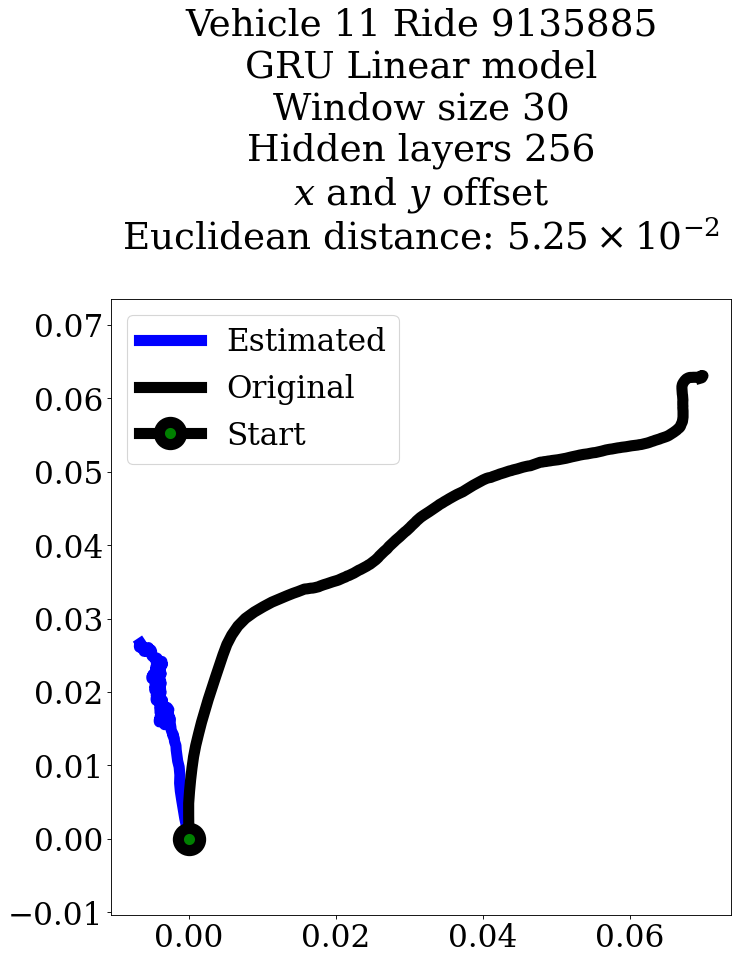 Vehicle 11 Ride 9135885
GRU Linear model
Window size 30
Hidden layers 256
x and y offset
Euclidean distance: 5.25 × 10⁻²
Estimated
Original
Start
0.07
0.06
0.05
0.04
0.03
0.02
0.01
0.00
−0.01
0.00 0.02 0.04 0.06